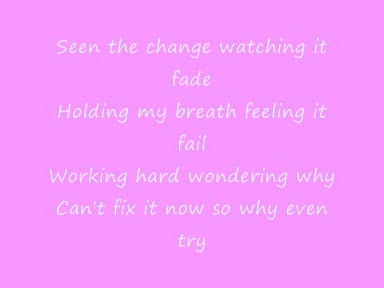 Seen the change watching it
fade
Holding my breath feeling it
fail
Working hard wondering why
Can't fix it now so why even
try